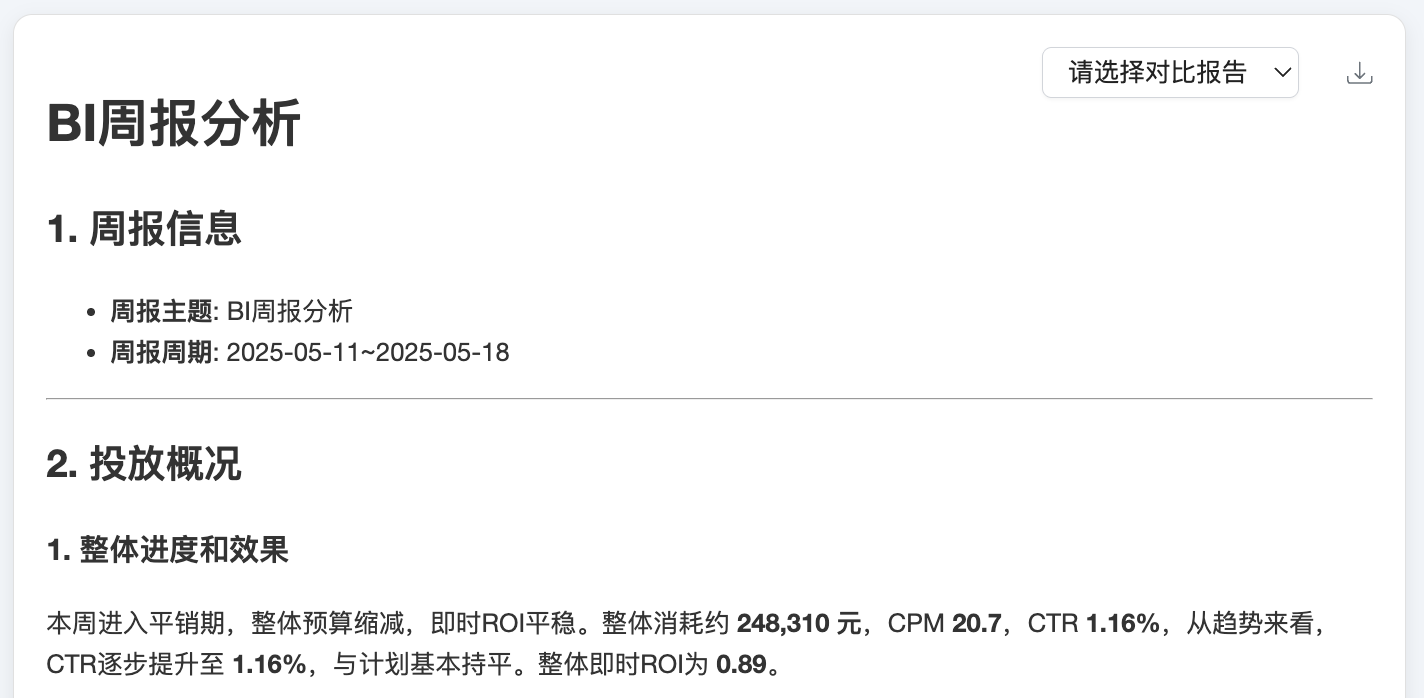 请选择对比报告
BI周报分析
1. 周报信息
• 周报主题: BI周报分析
• 周报周期: 2025-05-11~2025-05-18
2. 投放概况
1. 整体进度和效果
本周进入平销期，整体预算缩减，即时ROI平稳。整体消耗约 248,310 元，CPM 20.7，CTR 1.16%，从趋势来看，
CTR逐步提升至 1.16%，与计划基本持平。整体即时ROI为 0.89。